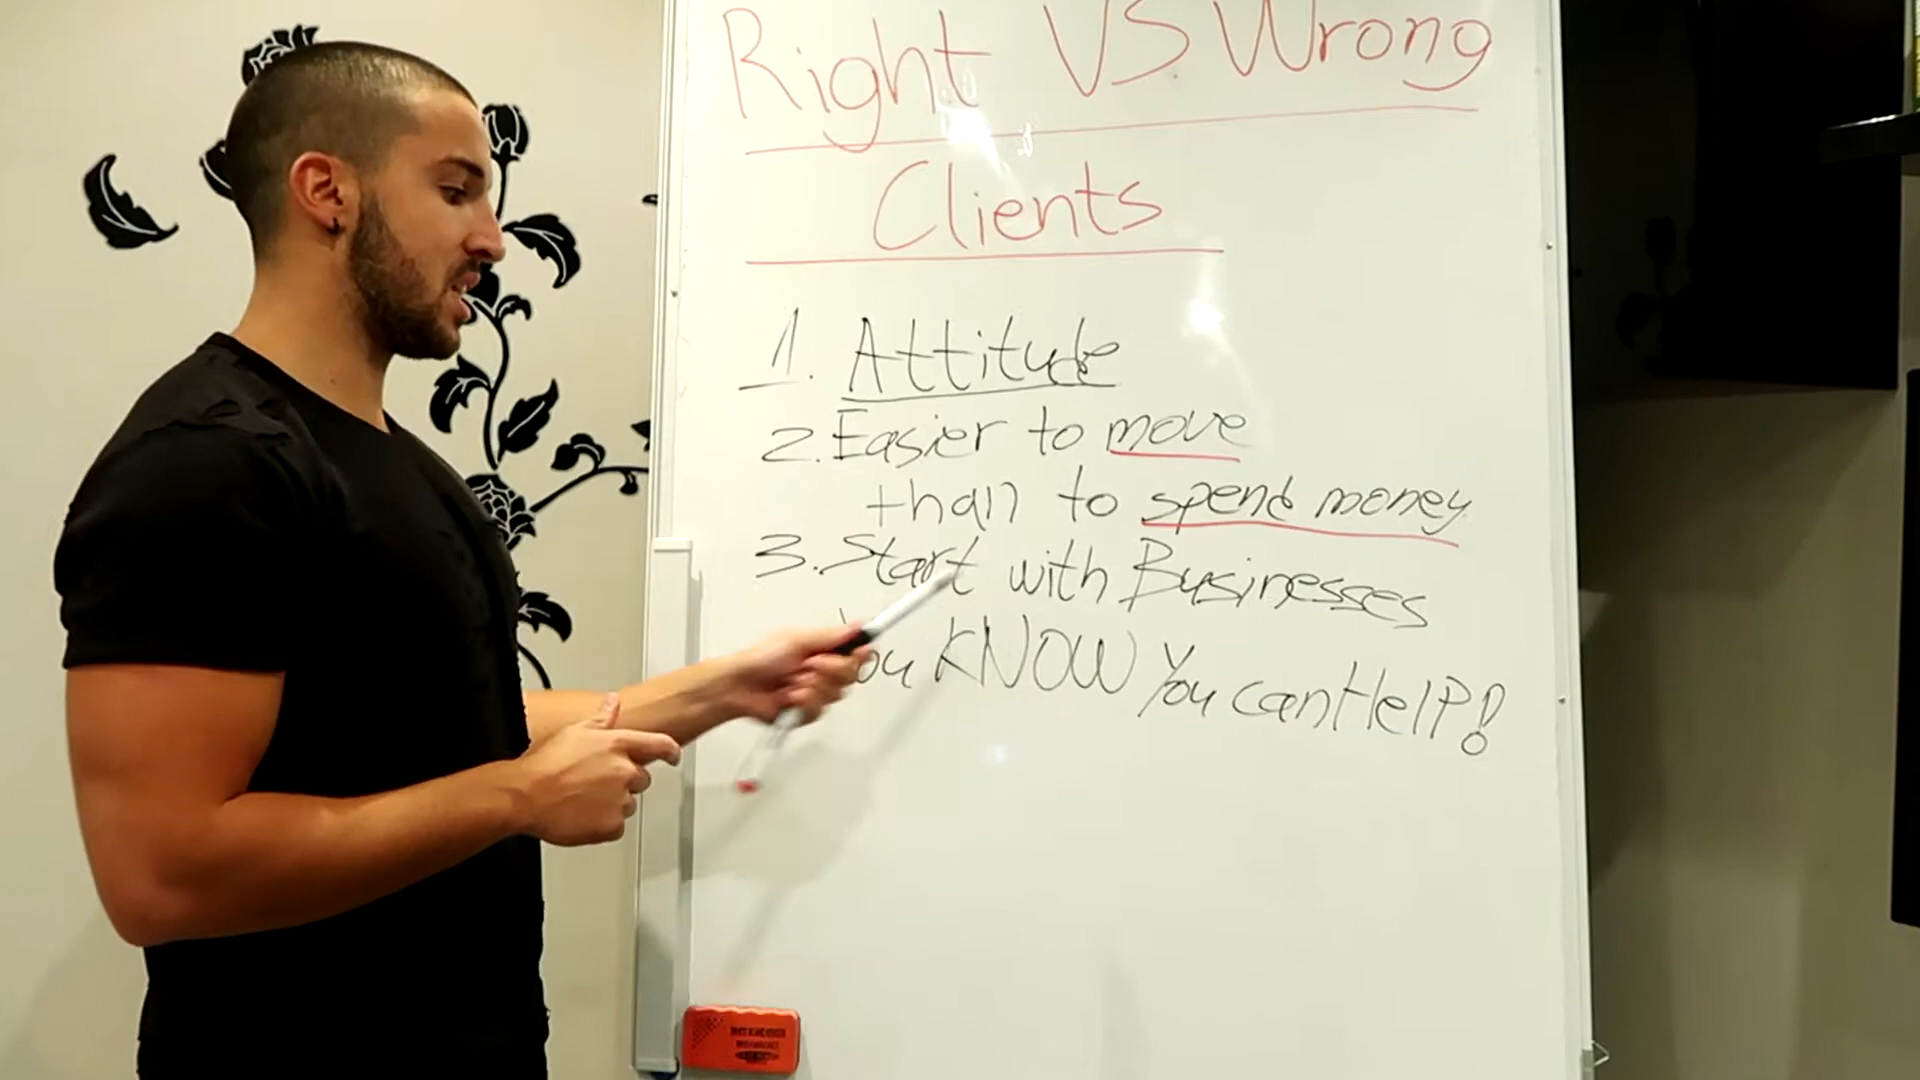 Right VS Wrong
Clients
1. Attitude
2. Easier to move
than to spend money
3. Start with Businesses
You KNOW You can HelP!